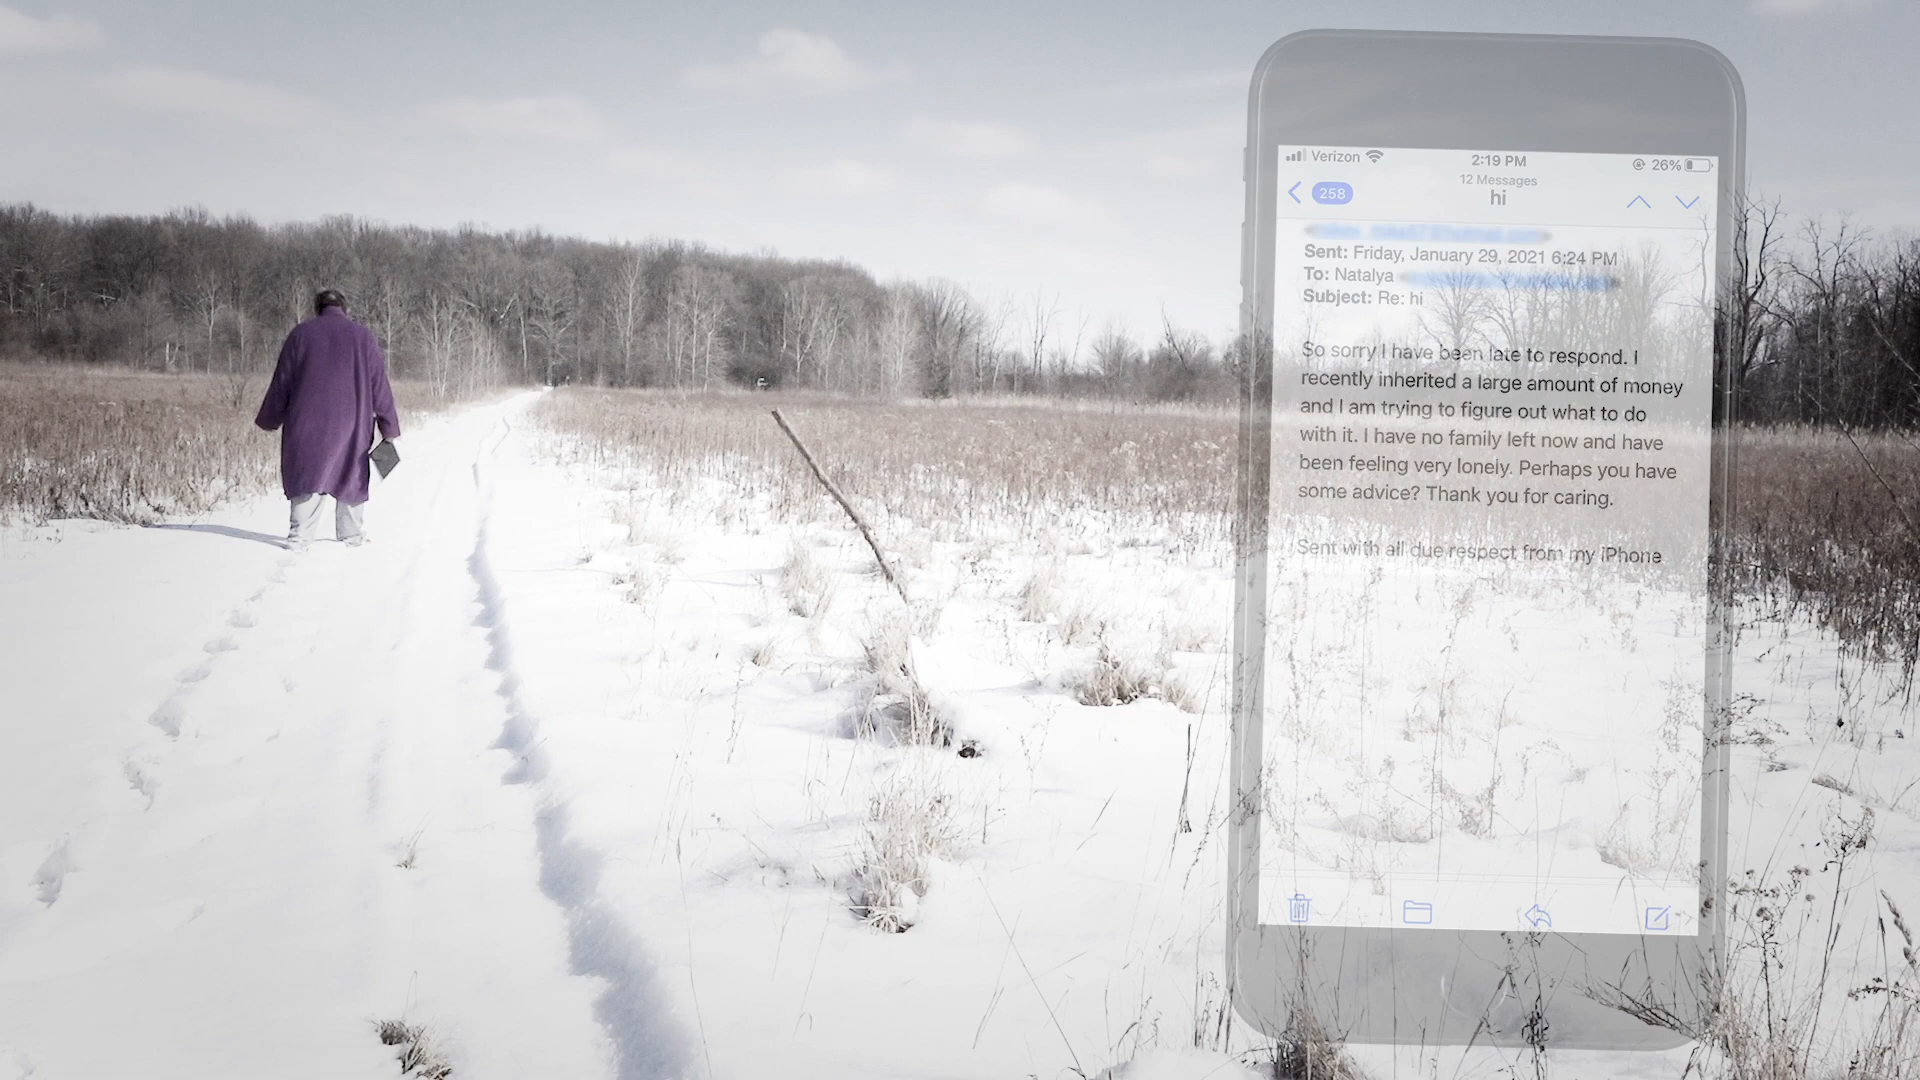 Verizon 2:19 PM 26%
12 Messages
258 hi
Sent: Friday, January 29, 2021 6:24 PM
To: Natalya
Subject: Re: hi
So sorry I have been late to respond. I
recently inherited a large amount of money
and I am trying to figure out what to do
with it. I have no family left now and have
been feeling very lonely. Perhaps you have
some advice? Thank you for caring.
Sent with all due respect from my iPhone